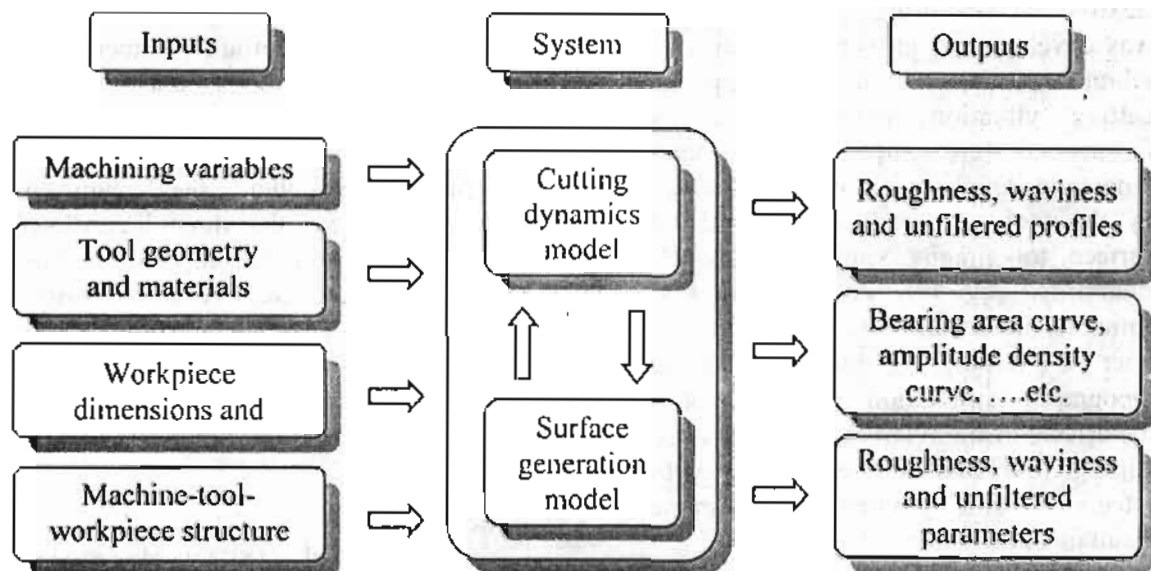 Inputs
System
Outputs
Machining variables
Tool geometry
and materials
Workpiece
dimensions and
Machine-tool-
workpiece structure
Cutting
dynamics
model
Surface
generation
model
Roughness, waviness
and unfiltered profiles
Bearing area curve,
amplitude density
curve, ….etc.
Roughness, waviness
and unfiltered
parameters